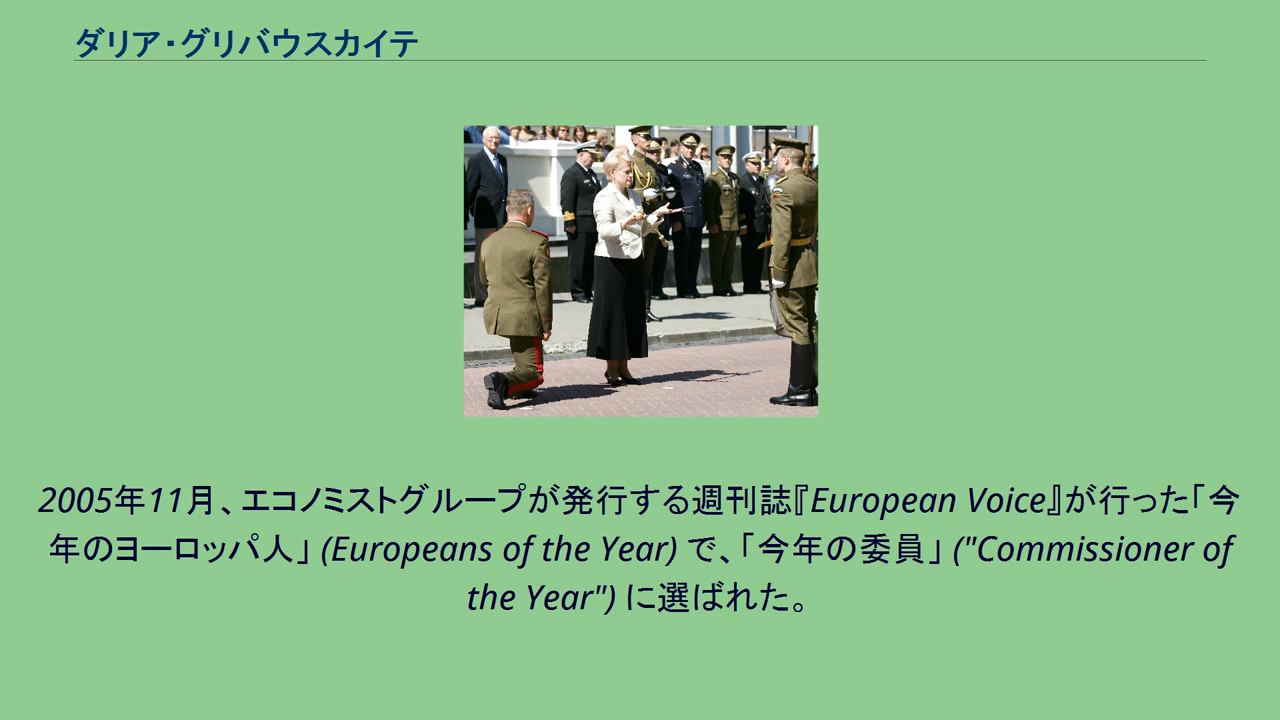 ダリア・グリバウスカイテ
2005年11月、エコノミストグループが発行する週刊誌『European Voice』が行った「今
年のヨーロッパ人」 (Europeans of the Year) で、「今年の委員」 ("Commissioner of
the Year") に選ばれた。